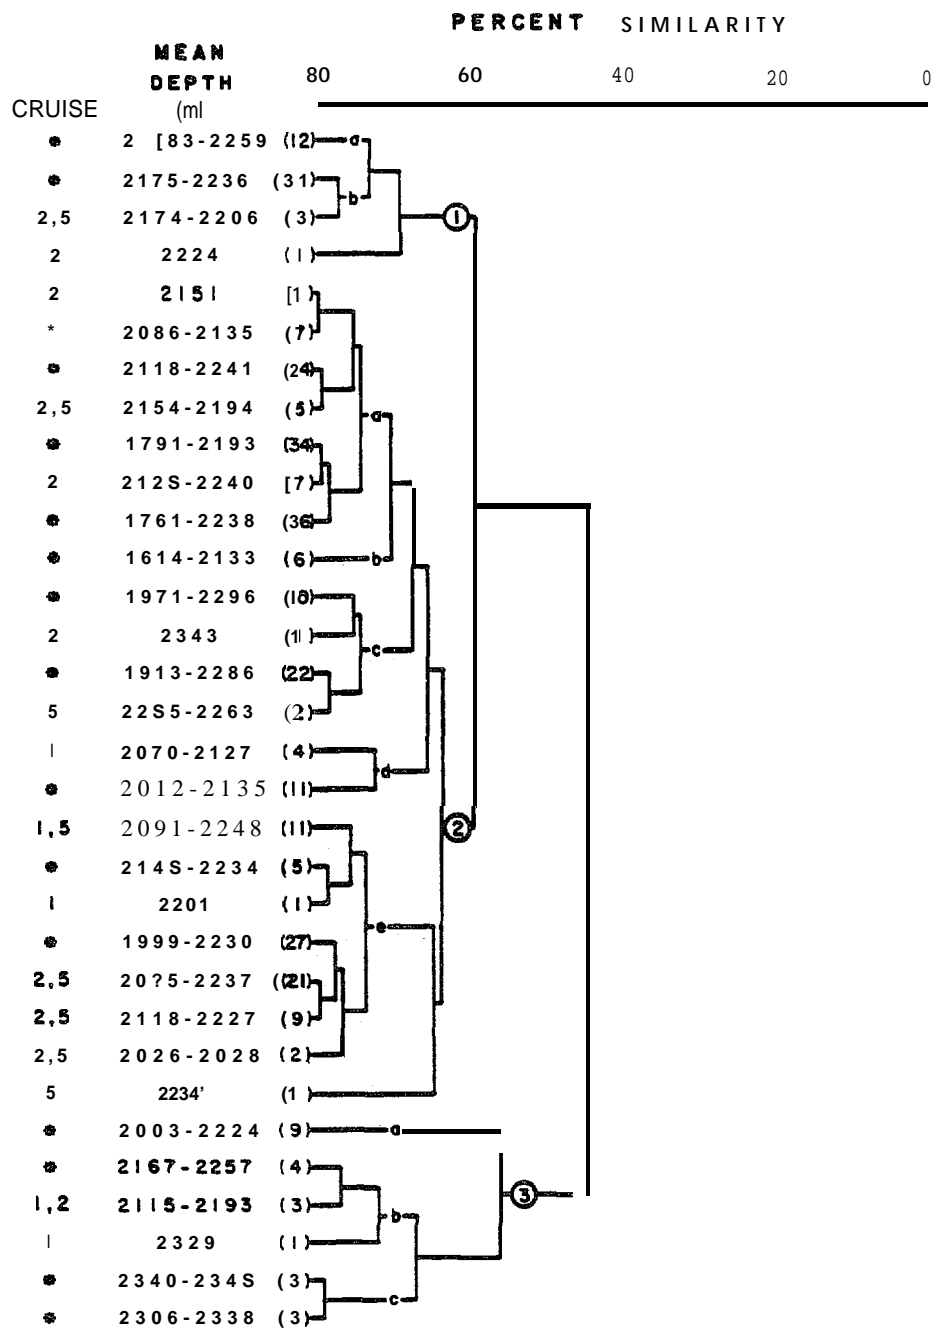 PERCENT SIMILARITY
MEAN
DEPTH
80 60 40 20 0
CRUISE (ml
* 2 [83-2259 (12) a
* 2175-2236 (31)
b
2,5 2174-2206 (3) 1
2 2224 (1)
2 2151 [1)
* 2086-2135 (7)
* 2118-2241 (24)
2,5 2154-2194 (5) a
* 1791-2193 (34)
2 212S-2240 [7)
* 1761-2238 (36)
* 1614-2133 (6) b
* 1971-2296 (18)
2 2343 (1)
c
* 1913-2286 (22)
5 22S5-2263 (2)
| 2070-2127 (4)
d
* 2012-2135 (11)
1,5 2091-2248 (11) 2
* 214S-2234 (5)
1 2201 (1)
e
* 1999-2230 (27)
2,5 20?5-2237 ((21)
2,5 2118-2227 (9)
2,5 2026-2028 (2)
5 2234' (1)
* 2003-2224 (9) a
* 2167-2257 (4)
1,2 2115-2193 (3) 3
b
| 2329 (1)
* 2340-234S (3)
c
* 2306-2338 (3)